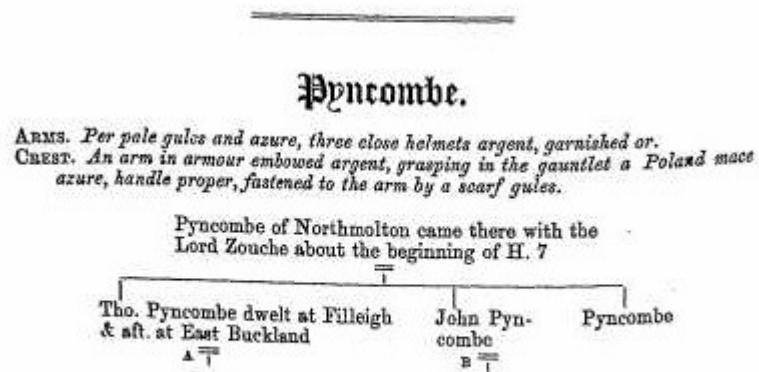 Pyncombe.
ARMS. Per pale gules and azure, three close helmets argent, garnished or.
CREST. An arm in armour embowed argent, grasping in the gauntlet a Poland mace
azure, handle proper, fastened to the arm by a scarf gules.
Pyncombe of Northmolton came there with the
Lord Zouche about the beginning of H. 7
Tho. Pyncombe dwelt at Filleigh
& aft. at East Buckland
A
John Pyn-
combe
B
Pyncombe